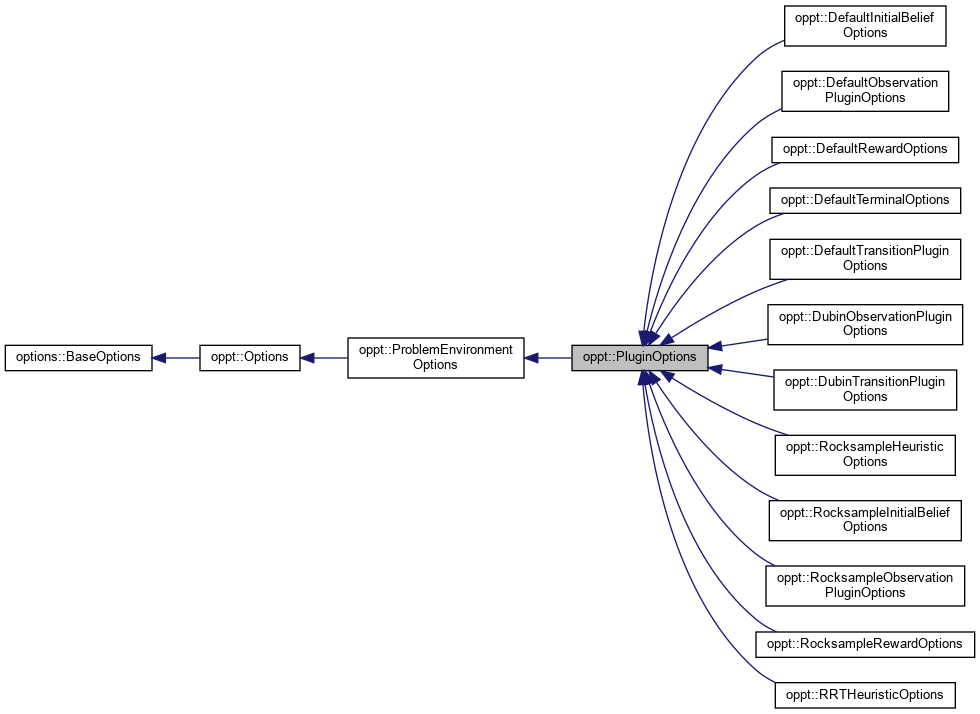 options::BaseOptions
oppt::Options
oppt::ProblemEnvironment
Options
oppt::PluginOptions
oppt::DefaultInitialBelief
Options
oppt::DefaultObservation
PluginOptions
oppt::DefaultRewardOptions
oppt::DefaultTerminalOptions
oppt::DefaultTransitionPlugin
Options
oppt::DubinObservationPlugin
Options
oppt::DubinTransitionPlugin
Options
oppt::RocksampleHeuristic
Options
oppt::RocksampleInitialBelief
Options
oppt::RocksampleObservation
PluginOptions
oppt::RocksampleRewardOptions
oppt::RRTHeuristicOptions